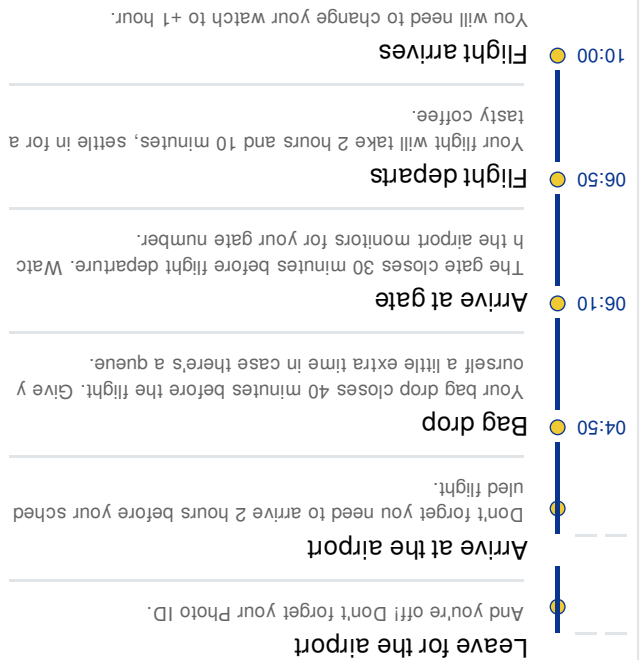 Leave for the airport
And you're off! Don't forget your Photo ID.
Arrive at the airport
Don't forget you need to arrive 2 hours before your sched
uled flight.
04:50
Bag drop
Your bag drop closes 40 minutes before the flight. Give y
ourself a little extra time in case there's a queue.
06:10
Arrive at gate
The gate closes 30 minutes before flight departure. Watc
h the airport monitors for your gate number.
06:50
Flight departs
Your flight will take 2 hours and 10 minutes, settle in for a
tasty coffee.
10:00
Flight arrives
You will need to change your watch to +1 hour.